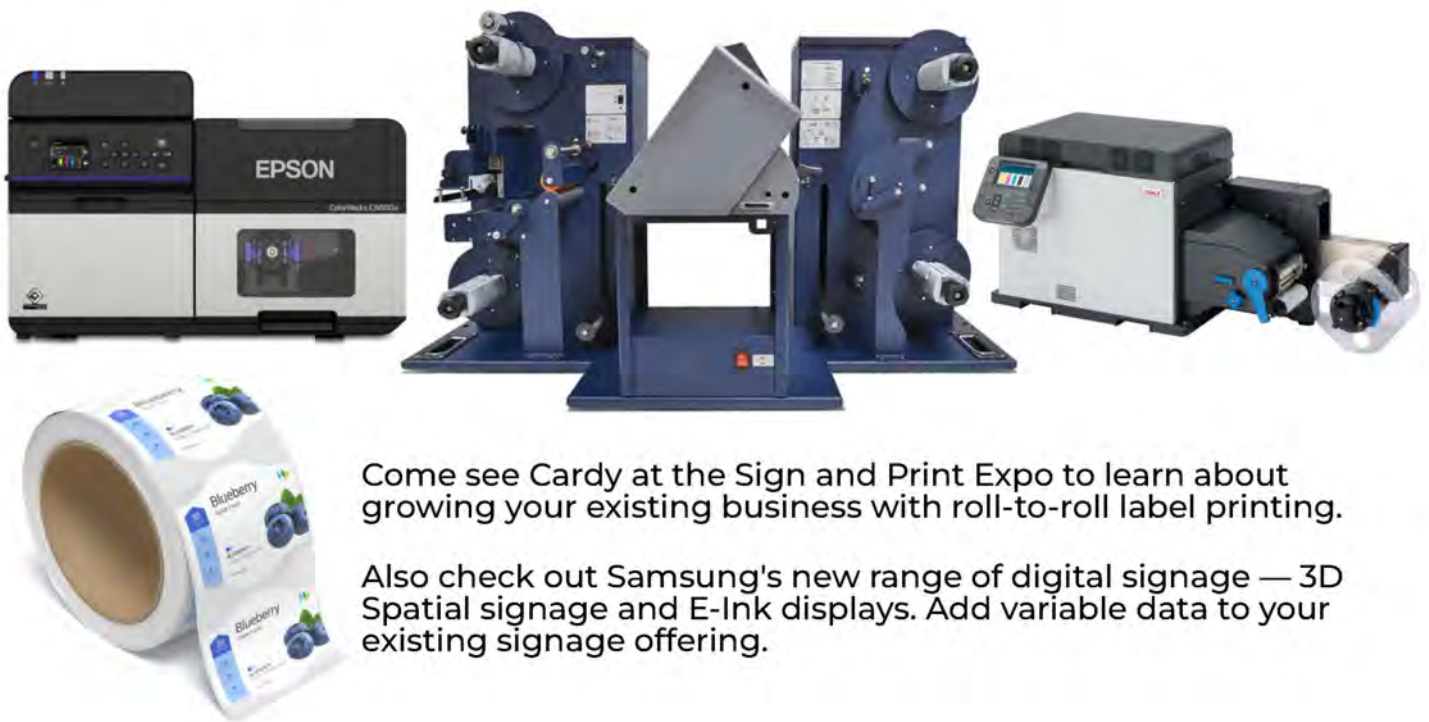 EPSON
ColorWorks C8000e
Blueberry
Blueberry
Blueberry
Come see Cardy at the Sign and Print Expo to learn about
growing your existing business with roll-to-roll label printing.
Also check out Samsung's new range of digital signage — 3D
Spatial signage and E-Ink displays. Add variable data to your
existing signage offering.